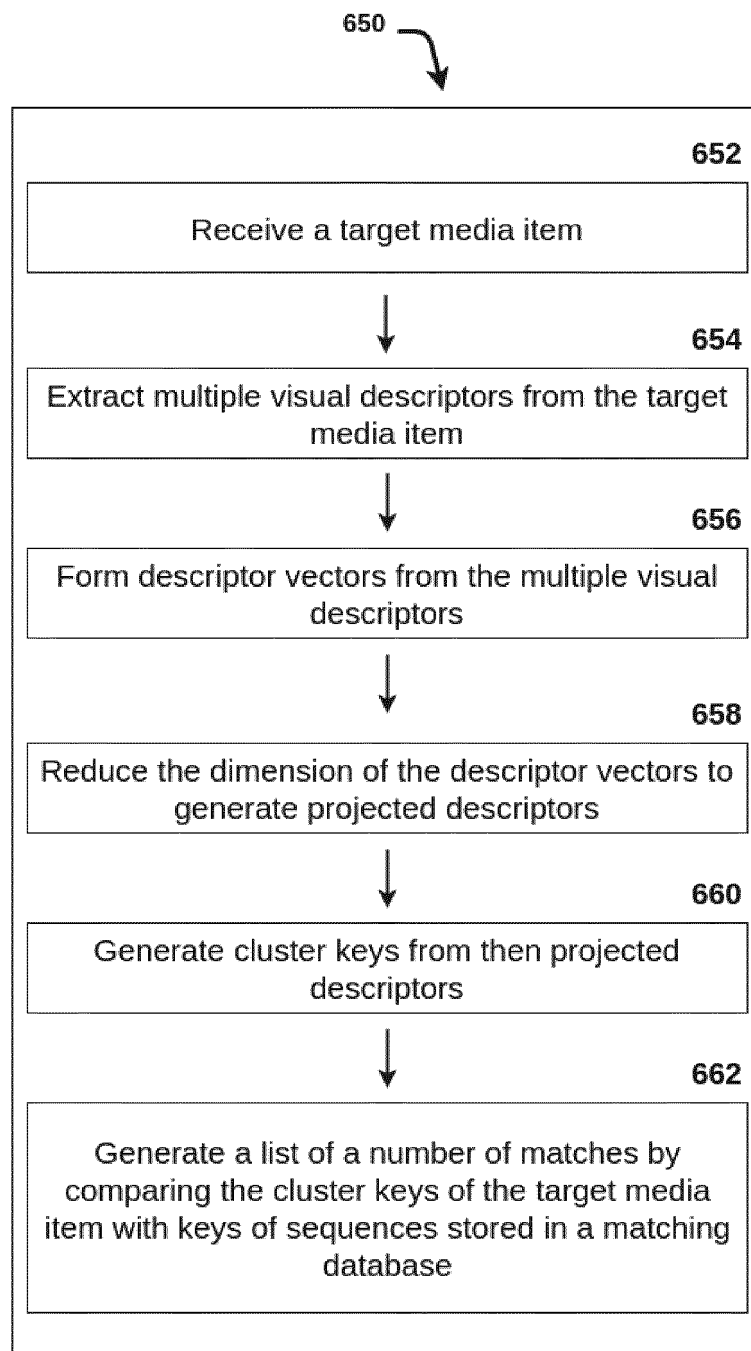 650
652
Receive a target media item
654
Extract multiple visual descriptors from the target
media item
656
Form descriptor vectors from the multiple visual
descriptors
658
Reduce the dimension of the descriptor vectors to
generate projected descriptors
660
Generate cluster keys from then projected
descriptors
662
Generate a list of a number of matches by
comparing the cluster keys of the target media
item with keys of sequences stored in a matching
database